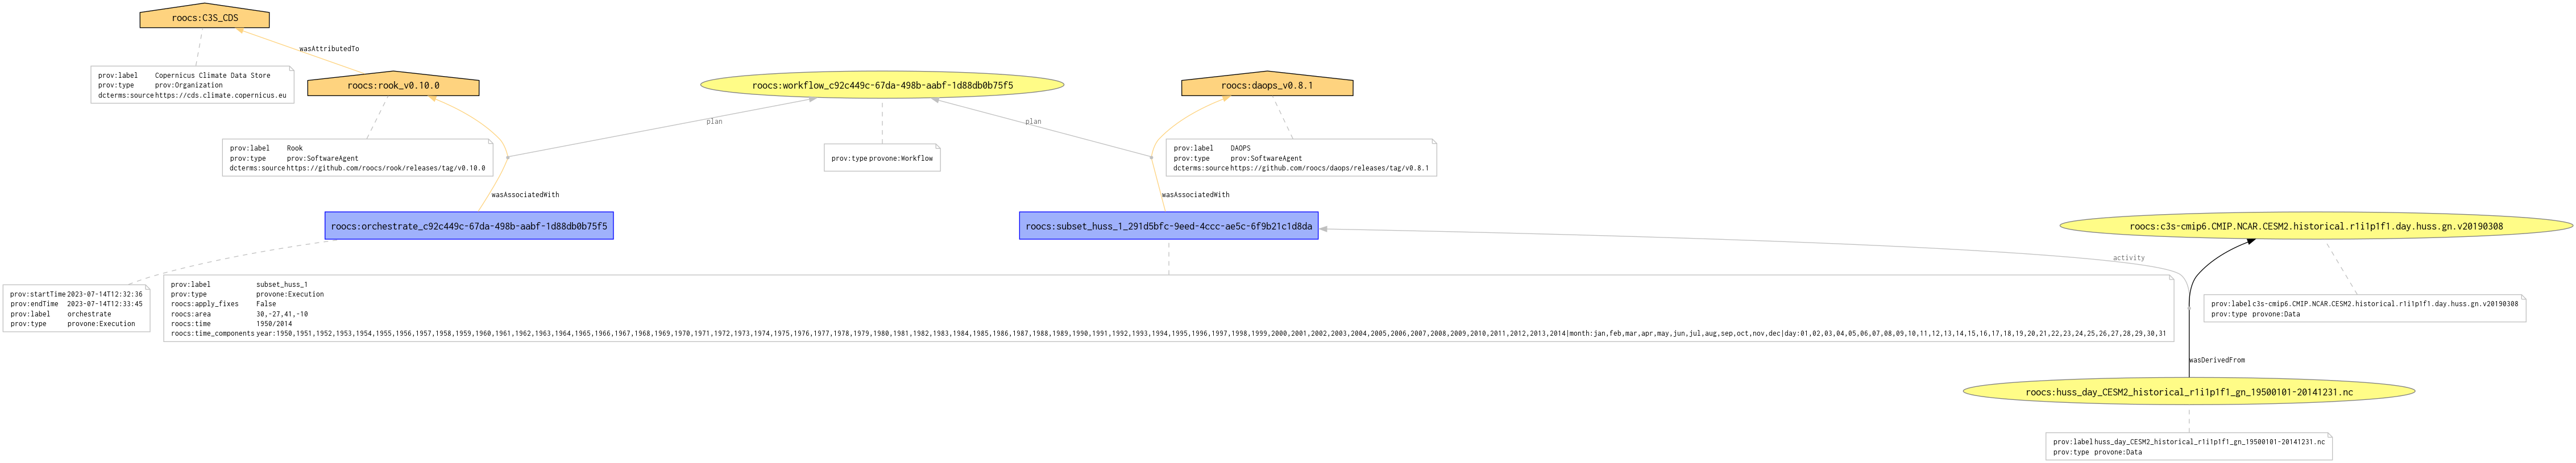 roocs:C3S_CDS
wasAttributedTo
prov:label Copernicus Climate Data Store
prov:type prov:Organization
dcterms:source https://cds.climate.copernicus.eu
roocs:rook_v0.10.0
roocs:workflow_c92c449c-67da-498b-aabf-1d88db0b75f5
roocs:daops_v0.8.1
plan
plan
prov:label Rook
prov:type prov:SoftwareAgent
dcterms:source https://github.com/roocs/rook/releases/tag/v0.10.0
prov:type provone:Workflow
prov:label DAOPS
prov:type prov:SoftwareAgent
dcterms:source https://github.com/roocs/daops/releases/tag/v0.8.1
wasAssociatedWith
wasAssociatedWith
roocs:orchestrate_c92c449c-67da-498b-aabf-1d88db0b75f5
roocs:subset_huss_1_291d5bfc-9eed-4ccc-ae5c-6f9b21c1d8da
roocs:c3s-cmip6.CMIP.NCAR.CESM2.historical.r1i1p1f1.day.huss.gn.v20190308
activity
prov:startTime 2023-07-14T12:32:36
prov:endTime 2023-07-14T12:33:45
prov:label orchestrate
prov:type provone:Execution
prov:label subset_huss_1
prov:type provone:Execution
roocs:apply_fixes False
roocs:area 30,-27,41,-10
roocs:time 1950/2014
roocs:time_components year:1950,1951,1952,1953,1954,1955,1956,1957,1958,1959,1960,1961,1962,1963,1964,1965,1966,1967,1968,1969,1970,1971,1972,1973,1974,1975,1976,1977,1978,1979,1980,1981,1982,1983,1984,1985,1986,1987,1988,1989,1990,1991,1992,1993,1994,1995,1996,1997,1998,1999,2000,2001,2002,2003,2004,2005,2006,2007,2008,2009,2010,2011,2012,2013,2014|month:jan,feb,mar,apr,may,jun,jul,aug,sep,oct,nov,dec|day:01,02,03,04,05,06,07,08,09,10,11,12,13,14,15,16,17,18,19,20,21,22,23,24,25,26,27,28,29,30,31
prov:label c3s-cmip6.CMIP.NCAR.CESM2.historical.r1i1p1f1.day.huss.gn.v20190308
prov:type provone:Data
wasDerivedFrom
roocs:huss_day_CESM2_historical_r1i1p1f1_gn_19500101-20141231.nc
prov:label huss_day_CESM2_historical_r1i1p1f1_gn_19500101-20141231.nc
prov:type provone:Data